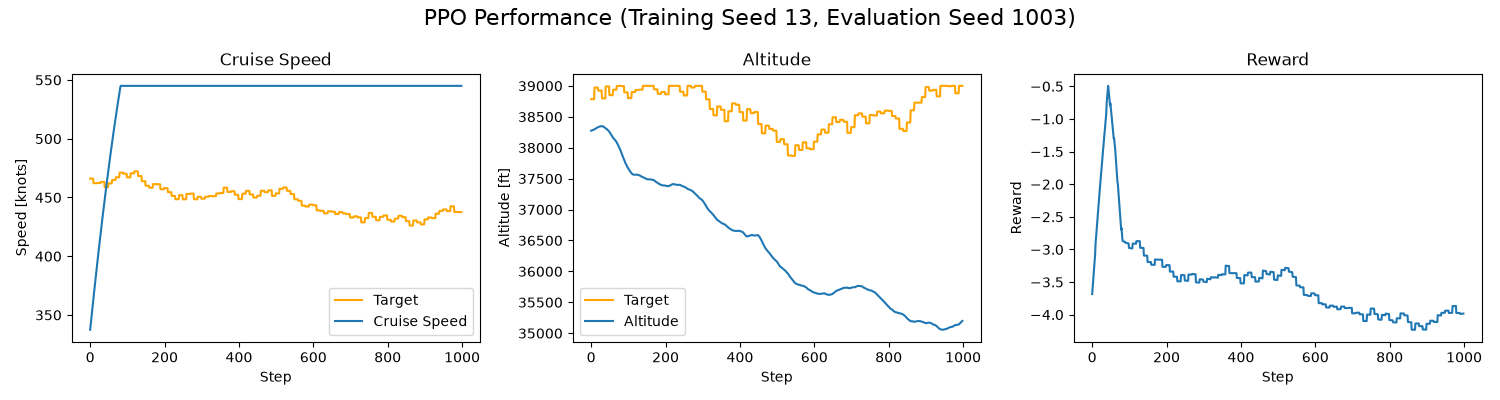 PPO Performance (Training Seed 13, Evaluation Seed 1003)
Cruise Speed
550
500
450
400
350
Speed [knots]
0 200 400 600 800 1000
Step
Target
Cruise Speed
Altitude
39000
38500
38000
37500
37000
36500
36000
35500
35000
Altitude [ft]
0 200 400 600 800 1000
Step
Target
Altitude
Reward
−0.5
−1.0
−1.5
−2.0
−2.5
−3.0
−3.5
−4.0
Reward
0 200 400 600 800 1000
Step